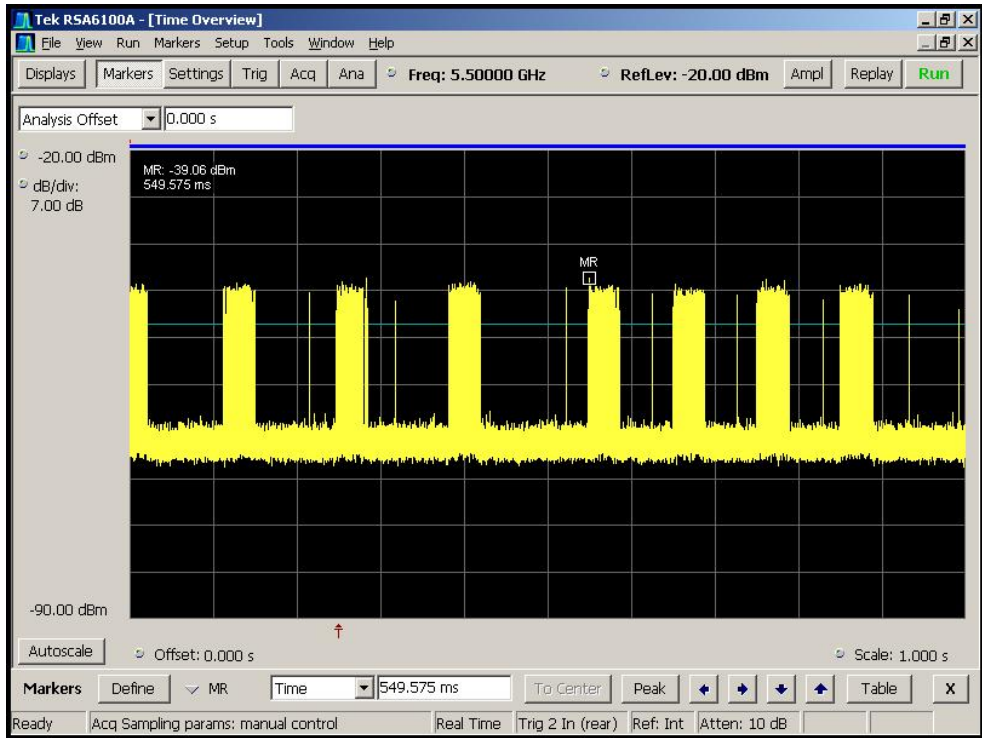 Tek RSA6100A - [Time Overview]
File View Run Markers Setup Tools Window Help
Displays Markers Settings Trig Acq Ana Freq: 5.50000 GHz RefLev: -20.00 dBm Ampl Replay Run
Analysis Offset 0.000 s
-20.00 dBm
dB/div:
7.00 dB
MR: -39.06 dBm
549.575 ms
MR
-90.00 dBm
Autoscale Offset: 0.000 s Scale: 1.000 s
Markers Define MR Time 549.575 ms To Center Peak Table X
Ready Acq Sampling params: manual control Real Time Trig 2 In (rear) Ref: Int Atten: 10 dB